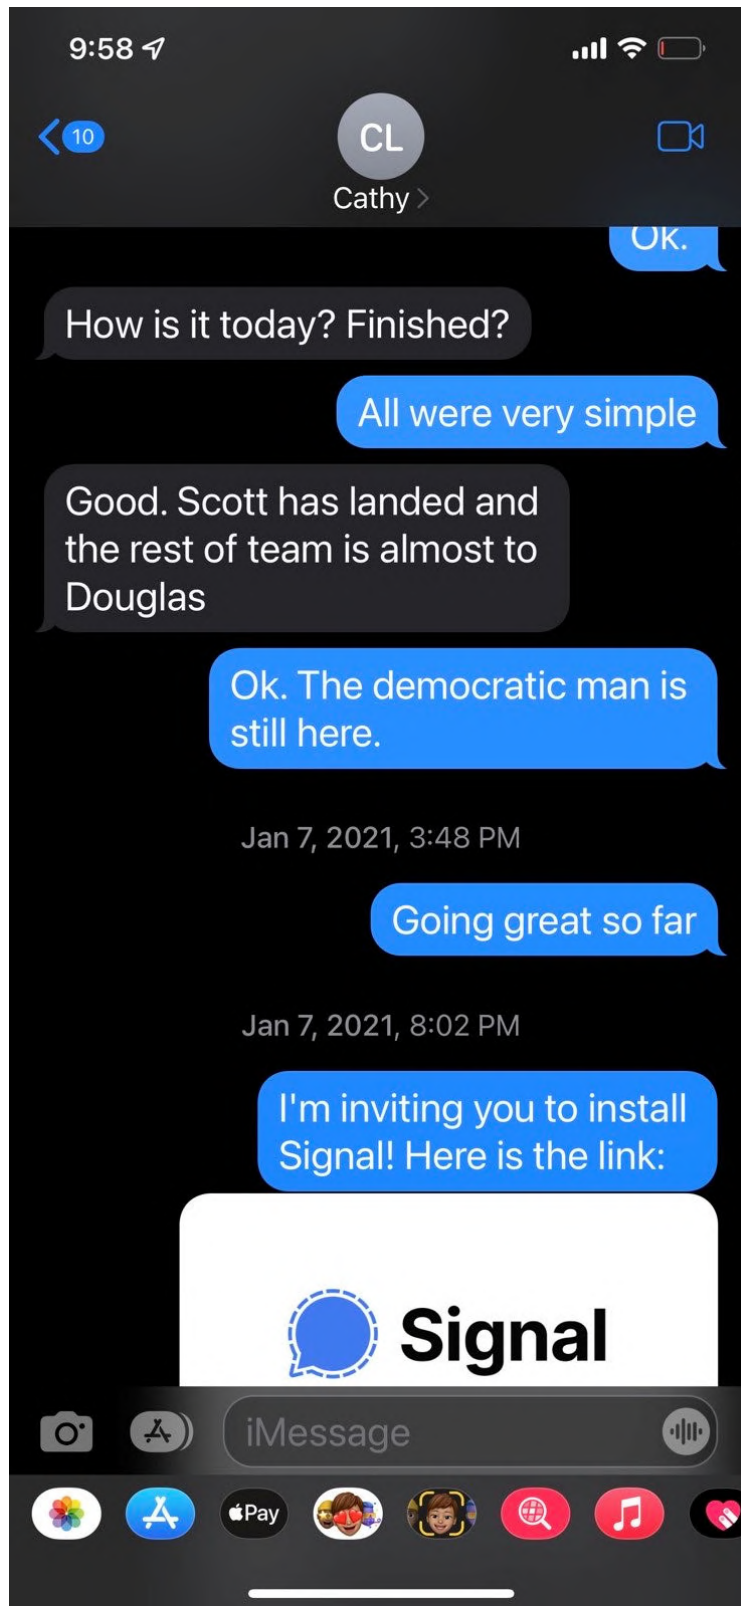 9:58
10
CL
Cathy
Ok.
How is it today? Finished?
All were very simple
Good. Scott has landed and
the rest of team is almost to
Douglas
Ok. The democratic man is
still here.
Jan 7, 2021, 3:48 PM
Going great so far
Jan 7, 2021, 8:02 PM
I'm inviting you to install
Signal! Here is the link:
Signal
iMessage
Pay